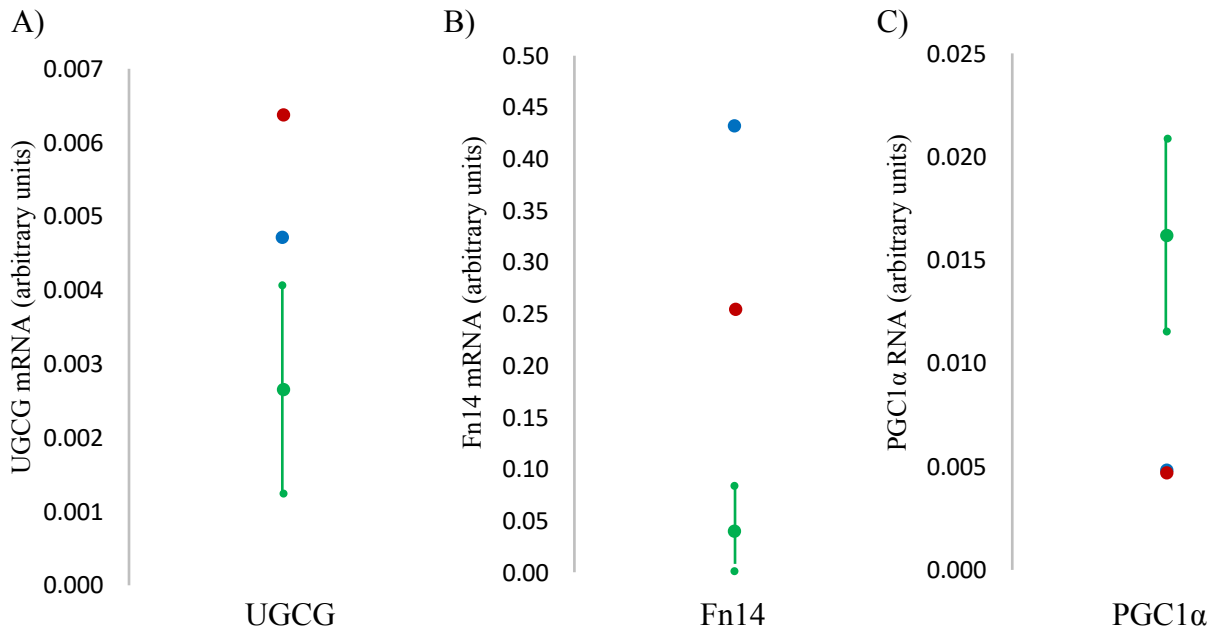 A)
UGCG mRNA (arbitrary units)
0.007
0.006
0.005
0.004
0.003
0.002
0.001
0.000
UGCG
B)
Fn14 mRNA (arbitrary units)
0.50
0.45
0.40
0.35
0.30
0.25
0.20
0.15
0.10
0.05
0.00
Fn14
C)
PGC1α RNA (arbitrary units)
0.025
0.020
0.015
0.010
0.005
0.000
PGC1α